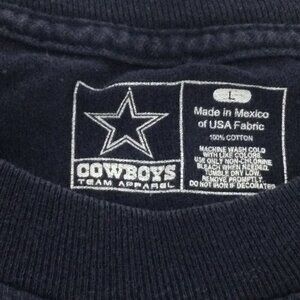 COWBOYS
TEAM APPAREL
L
Made in Mexico
of USA Fabric
100% COTTON
MACHINE WASH COLD
WITH LIKE COLORS.
USE ONLY NON-CHLORINE
BLEACH WHEN NEEDED.
TUMBLE DRY LOW.
REMOVE PROMPTLY.
DO NOT IRON IF DECORATED.